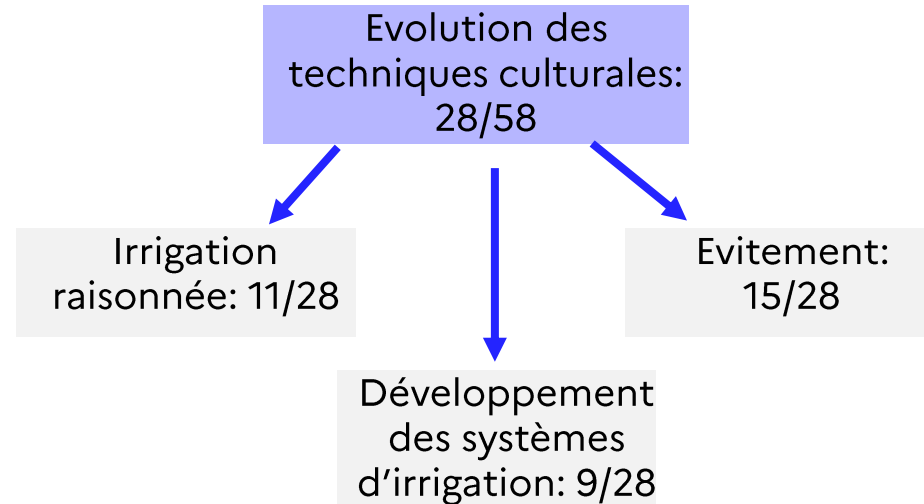 Evolution des
techniques culturales:
28/58
Irrigation
raisonnée: 11/28
Evitement:
15/28
Développement
des systèmes
d’irrigation: 9/28